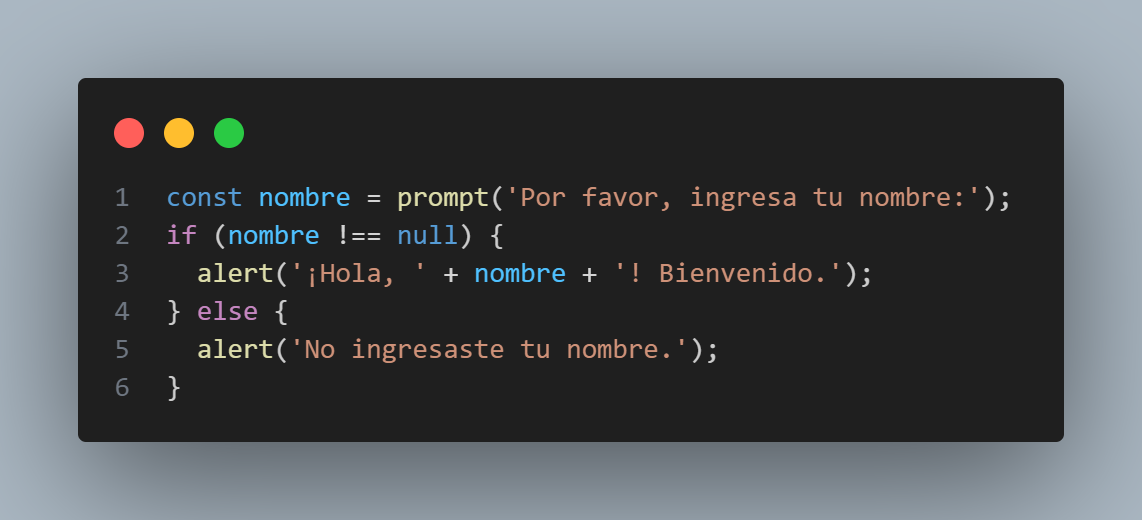 1 const nombre = prompt('Por favor, ingresa tu nombre:');
2 if (nombre !== null) {
3   alert('¡Hola, ' + nombre + '! Bienvenido.');
4 } else {
5   alert('No ingresaste tu nombre.');
6 }